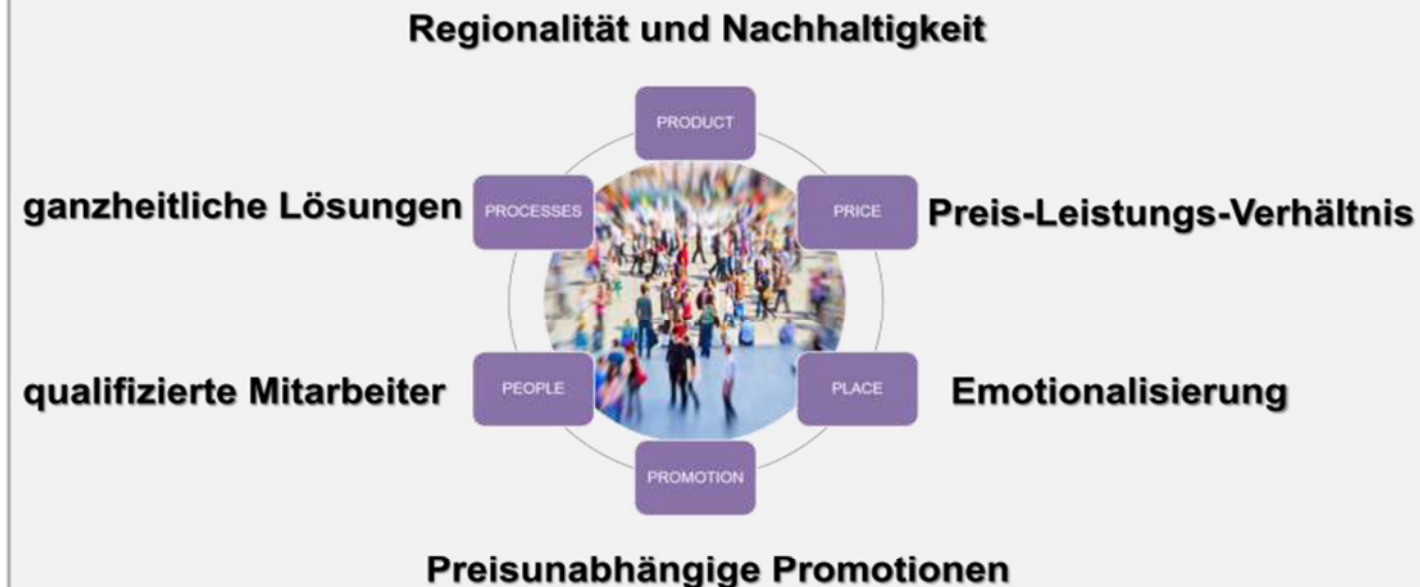 Regionalität und Nachhaltigkeit
PRODUCT
ganzheitliche Lösungen
PROCESSES
PRICE
Preis-Leistungs-Verhältnis
qualifizierte Mitarbeiter
PEOPLE
PLACE
Emotionalisierung
PROMOTION
Preisunabhängige Promotionen